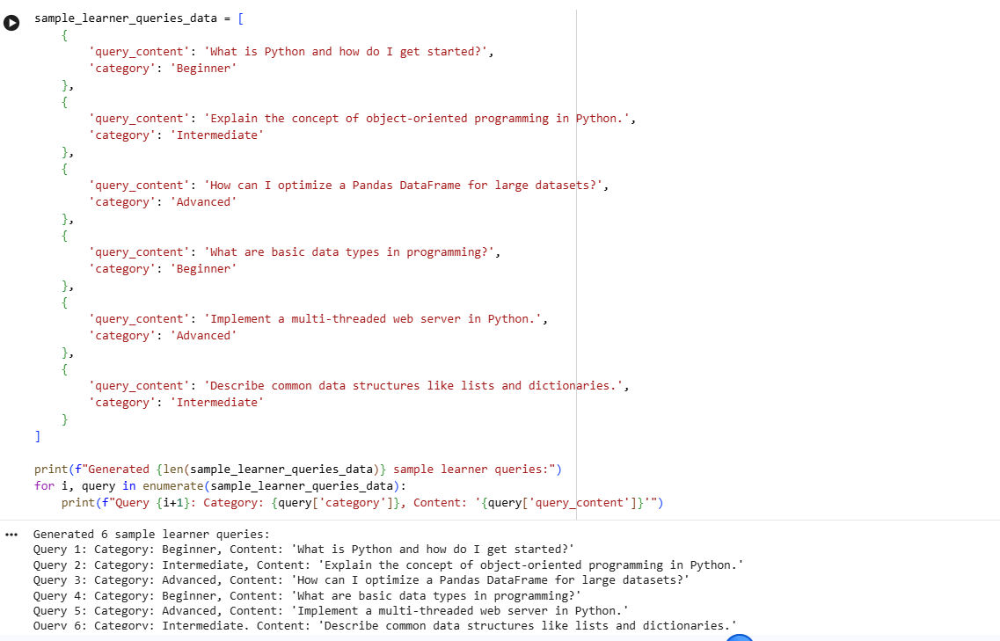 sample_learner_queries_data = [
    {
        'query_content': 'What is Python and how do I get started?',
        'category': 'Beginner'
    },
    {
        'query_content': 'Explain the concept of object-oriented programming in Python.',
        'category': 'Intermediate'
    },
    {
        'query_content': 'How can I optimize a Pandas DataFrame for large datasets?',
        'category': 'Advanced'
    },
    {
        'query_content': 'What are basic data types in programming?',
        'category': 'Beginner'
    },
    {
        'query_content': 'Implement a multi-threaded web server in Python.',
        'category': 'Advanced'
    },
    {
        'query_content': 'Describe common data structures like lists and dictionaries.',
        'category': 'Intermediate'
    }
]

print(f"Generated {len(sample_learner_queries_data)} sample learner queries:")
for i, query in enumerate(sample_learner_queries_data):
    print(f"Query {i+1}: Category: {query['category']}, Content: '{query['query_content']}'")
Generated 6 sample learner queries:
Query 1: Category: Beginner, Content: 'What is Python and how do I get started?'
Query 2: Category: Intermediate, Content: 'Explain the concept of object-oriented programming in Python.'
Query 3: Category: Advanced, Content: 'How can I optimize a Pandas DataFrame for large datasets?'
Query 4: Category: Beginner, Content: 'What are basic data types in programming?'
Query 5: Category: Advanced, Content: 'Implement a multi-threaded web server in Python.'
Query 6: Category: Intermediate, Content: 'Describe common data structures like lists and dictionaries.'